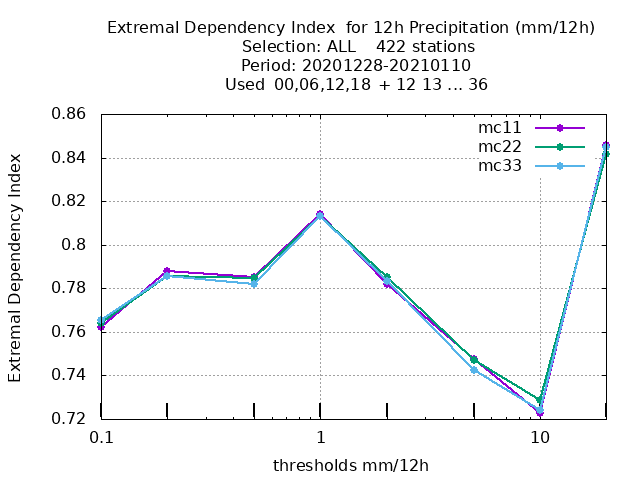 Extremal Dependency Index  for 12h Precipitation (mm/12h)
Selection: ALL    422 stations
Period: 20201228-20210110
Used  00,06,12,18  + 12 13 ... 36
mc11
mc22
mc33
0.86
0.84
0.82
0.8
0.78
0.76
0.74
0.72
Extremal Dependency Index
0.1
1
10
thresholds mm/12h